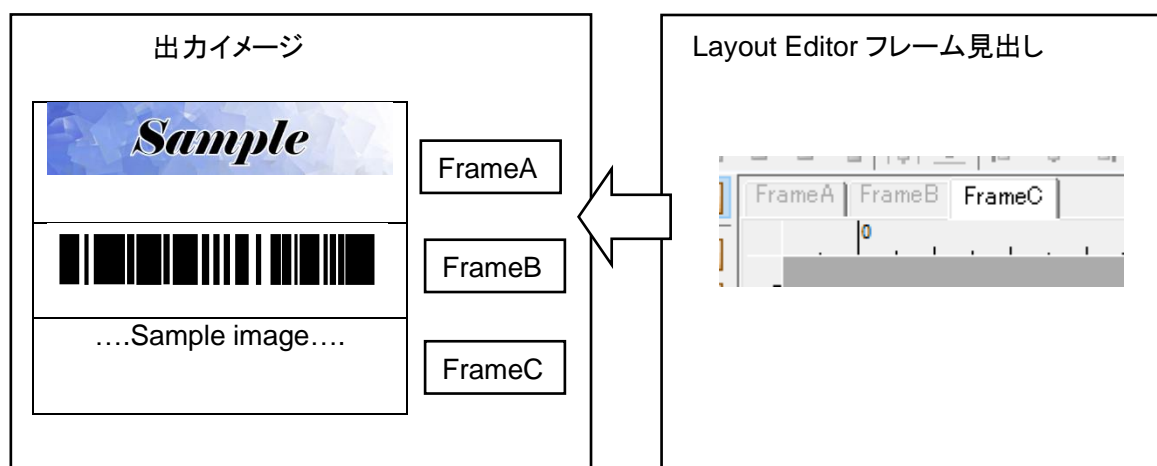 出力イメージ
Sample
FrameA
FrameB
….Sample image….
FrameC
Layout Editor フレーム見出し
FrameA FrameB FrameC
0